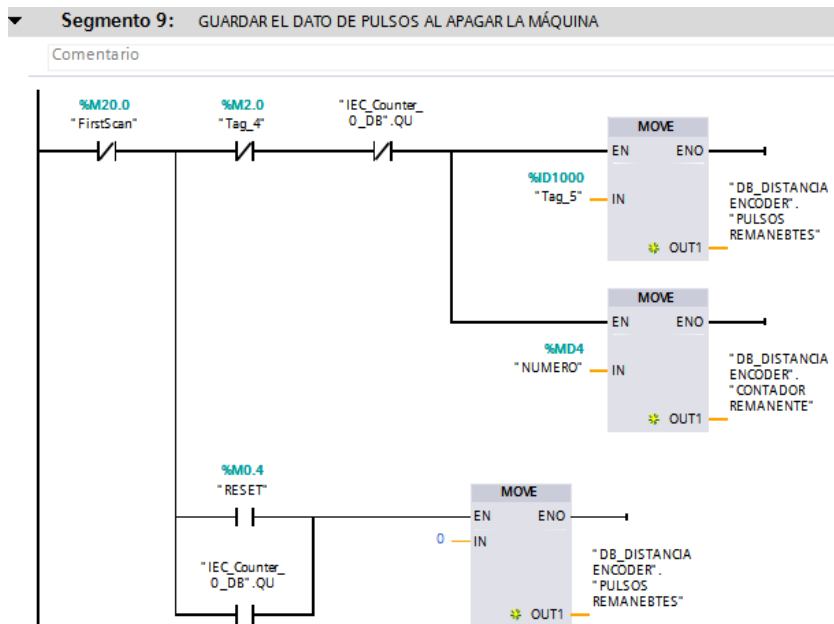 Segmento 9: GUARDAR EL DATO DE PULSOS AL APAGAR LA MÁQUINA
Comentario
%M20.0
"FirstScan"
%M2.0
"Tag_4"
"IEC_Counter_
0_DB".QU
MOVE
EN ENO
%ID1000
"Tag_5"
IN
OUT1
"DB_DISTANCIA
ENCODER".
"PULSOS
REMANEBTES"
MOVE
EN ENO
%MD4
"NUMERO"
IN
OUT1
"DB_DISTANCIA
ENCODER".
"CONTADOR
REMANENTE"
%M0.4
"RESET"
"IEC_Counter_
0_DB".QU
MOVE
EN ENO
0 IN
OUT1
"DB_DISTANCIA
ENCODER".
"PULSOS
REMANEBTES"